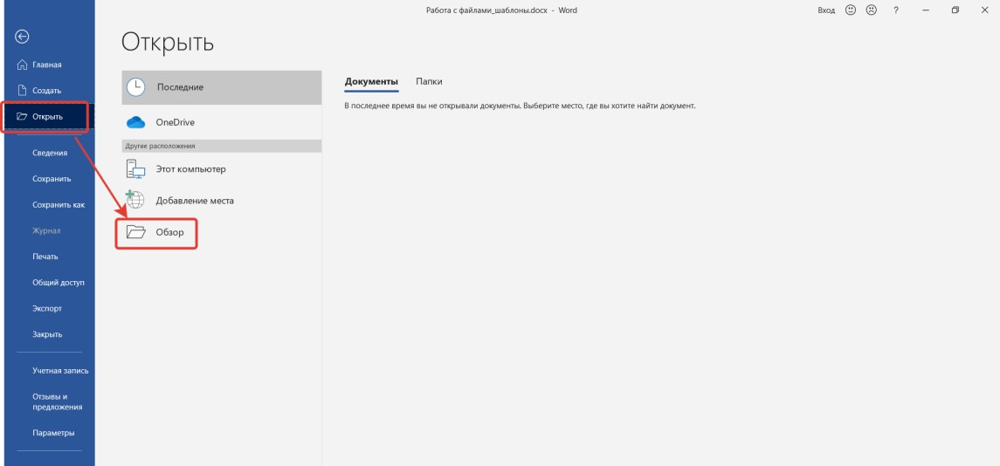 Работа с файлами_шаблоны.docx - Word
Вход
?
Открыть
Главная
Создать
Открыть
Сведения
Сохранить
Сохранить как
Журнал
Печать
Общий доступ
Экспорт
Закрыть
Учетная запись
Отзывы и
предложения
Параметры
Последние
OneDrive
Другие расположения
Этот компьютер
Добавление места
Обзор
Документы Папки
В последнее время вы не открывали документы. Выберите место, где вы хотите найти документ.